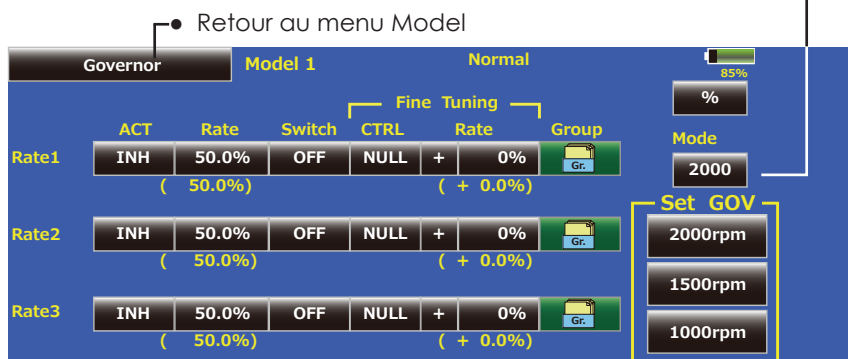 ● Retour au menu Model
Governor Model 1 Normal 85%
%
Fine Tuning
ACT Rate Switch CTRL Rate Group
Mode
Rate1 INH 50.0% OFF NULL + 0% Gr. 2000
( 50.0%) ( + 0.0%)
Set GOV
Rate2 INH 50.0% OFF NULL + 0% Gr. 2000rpm
( 50.0%) ( + 0.0%)
1500rpm
Rate3 INH 50.0% OFF NULL + 0% Gr.
1000rpm
( 50.0%) ( + 0.0%)